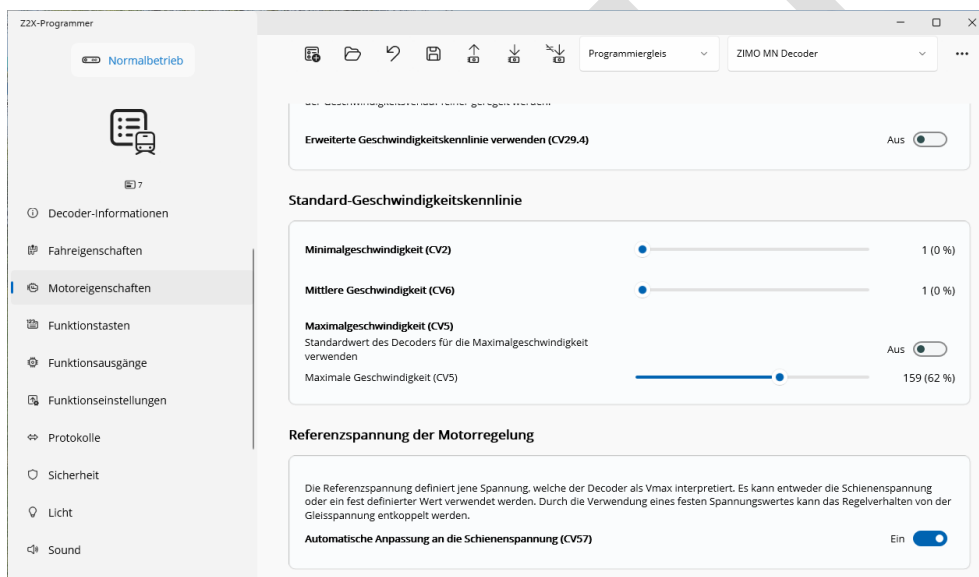 Z2X-Programmer
Normalbetrieb
Programmiergleis
ZIMO MN Decoder
7
Decoder-Informationen
Fahreigenschaften
Motoreigenschaften
Funktionstasten
Funktionsausgänge
Funktionseinstellungen
Protokolle
Sicherheit
Licht
Sound
der Geschwindigkeitsverlauf feiner geregelt werden.
Erweiterte Geschwindigkeitskennlinie verwenden (CV29.4)
Aus
Standard-Geschwindigkeitskennlinie
Minimalgeschwindigkeit (CV2)
1 (0 %)
Mittlere Geschwindigkeit (CV6)
1 (0 %)
Maximalgeschwindigkeit (CV5)
Standardwert des Decoders für die Maximalgeschwindigkeit
verwenden
Aus
Maximale Geschwindigkeit (CV5)
159 (62 %)
Referenzspannung der Motorregelung
Die Referenzspannung definiert jene Spannung, welche der Decoder als Vmax interpretiert. Es kann entweder die Schienenspannung
oder ein fest definierter Wert verwendet werden. Durch die Verwendung eines festen Spannungswertes kann das Regelverhalten von der
Gleisspannung entkoppelt werden.
Automatische Anpassung an die Schienenspannung (CV57)
Ein